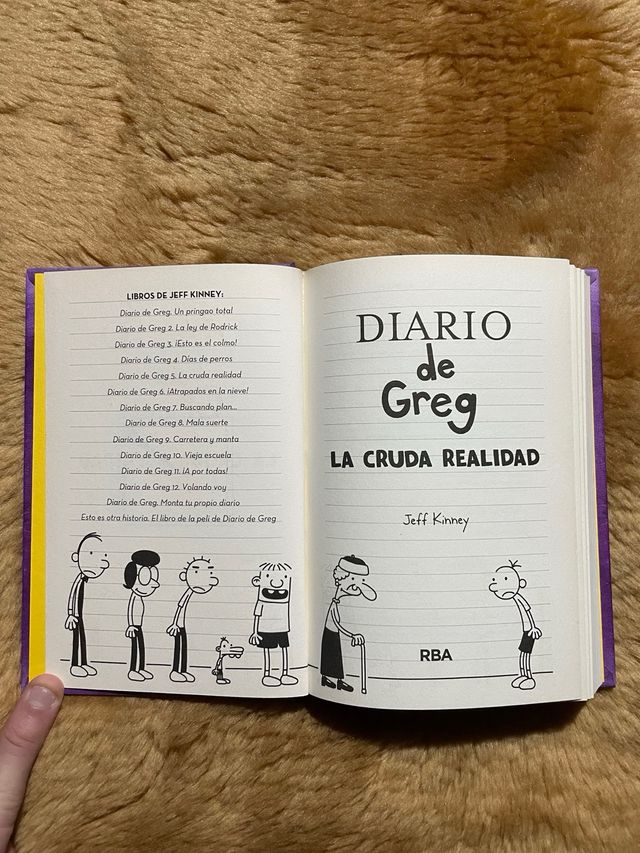 LIBROS DE JEFF KINNEY:
Diario de Greg. Un pringao total
Diario de Greg 2. La ley de Rodrick
Diario de Greg 3. ¡Esto es el colmo!
Diario de Greg 4. Días de perros
Diario de Greg 5. La cruda realidad
Diario de Greg 6. ¡Atrapados en la nieve!
Diario de Greg 7. Buscando plan...
Diario de Greg 8. Mala suerte
Diario de Greg 9. Carretera y manta
Diario de Greg 10. Vieja escuela
Diario de Greg 11. ¡A por todas!
Diario de Greg 12. Volando voy
Diario de Greg. Monta tu propio diario
Esto es otra historia. El libro de la peli de Diario de Greg
DIARIO
de
Greg
LA CRUDA REALIDAD
Jeff Kinney
RBA